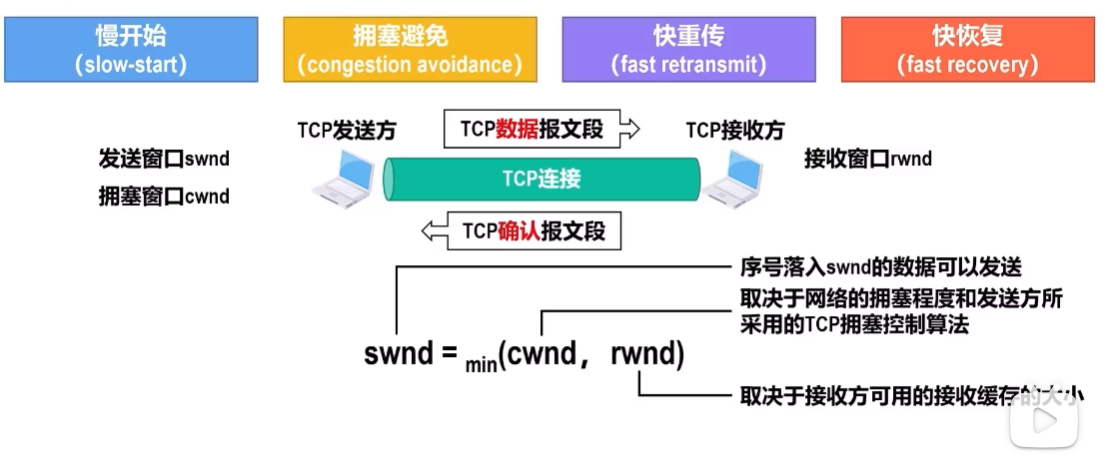 慢开始
（slow-start）
拥塞避免
（congestion avoidance）
快重传
（fast retransmit）
快恢复
（fast recovery）
TCP发送方
TCP数据报文段
TCP接收方
发送窗口swnd
拥塞窗口cwnd
TCP连接
接收窗口rwnd
TCP确认报文段
序号落入swnd的数据可以发送
取决于网络的拥塞程度和发送方所
采用的TCP拥塞控制算法
swnd = min(cwnd，rwnd)
取决于接收方可用的接收缓存的大小